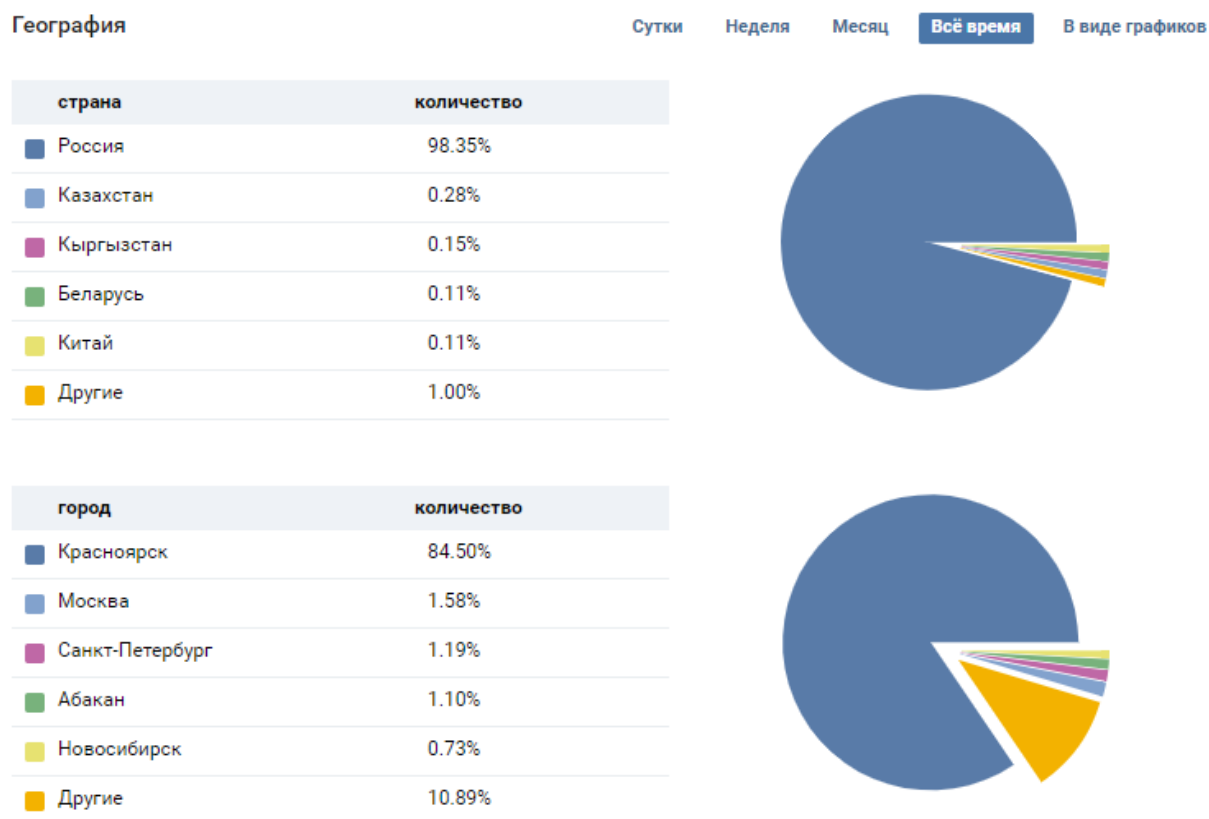 География Сутки Неделя Месяц Всё время В виде графиков
страна количество
Россия 98.35%
Казахстан 0.28%
Кыргызстан 0.15%
Беларусь 0.11%
Китай 0.11%
Другие 1.00%
город количество
Красноярск 84.50%
Москва 1.58%
Санкт-Петербург 1.19%
Абакан 1.10%
Новосибирск 0.73%
Другие 10.89%